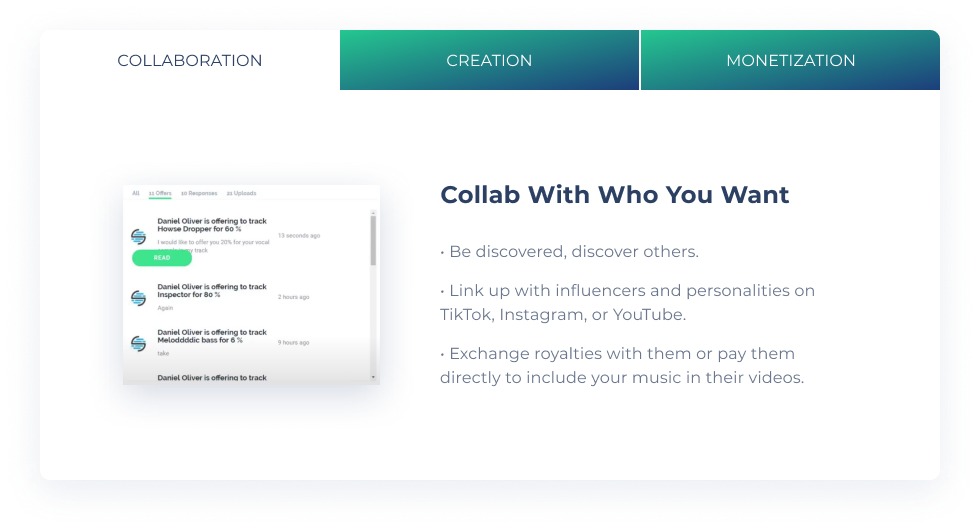 COLLABORATION
CREATION
MONETIZATION
All 11 Offers 10 Responses 21 Uploads
Daniel Oliver is offering to track
Howse Dropper for 60 %
I would like to offer you 20% for your vocal
my track
13 seconds ago
READ
Daniel Oliver is offering to track
Inspector for 80 %
Again
2 hours ago
Daniel Oliver is offering to track
Meloddddic bass for 6 %
take
9 hours ago
Daniel Oliver is offering to track
Collab With Who You Want
• Be discovered, discover others.
• Link up with influencers and personalities on
TikTok, Instagram, or YouTube.
• Exchange royalties with them or pay them
directly to include your music in their videos.